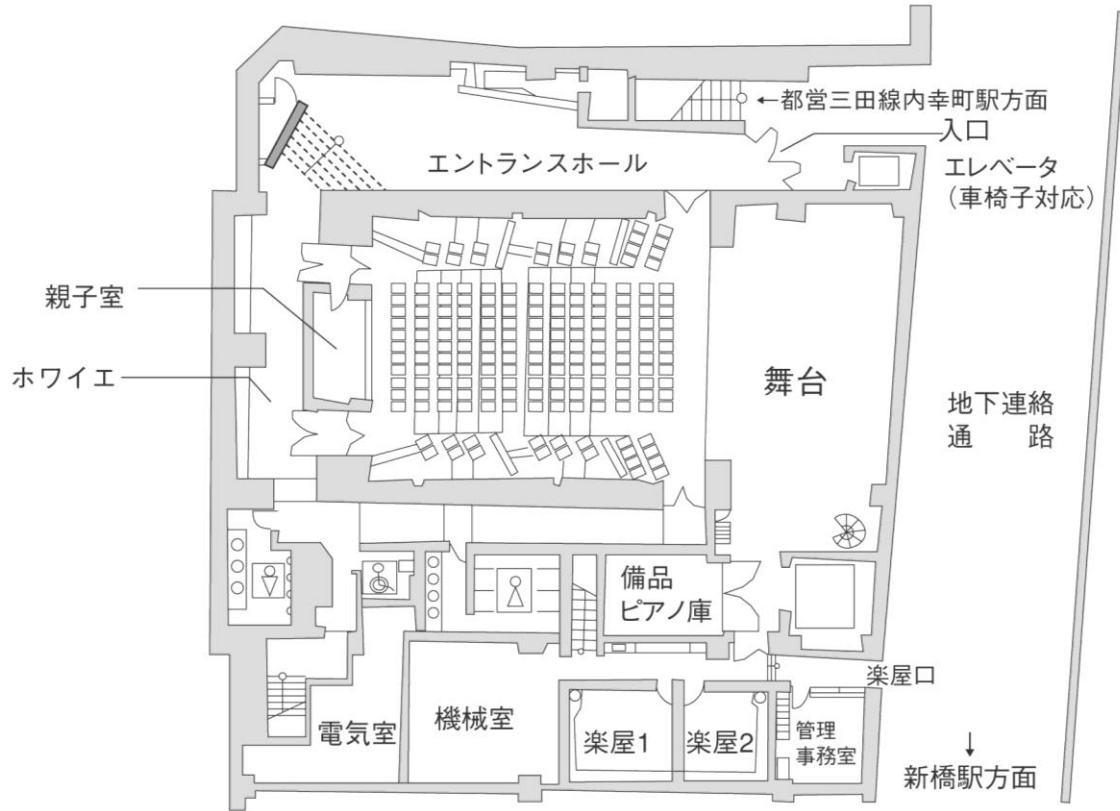 ←都営三田線内幸町駅方面
入口
エントランスホール
エレベータ
（車椅子対応）
親子室
ホワイエ
舞台
地下連絡
通　路
備品
ピアノ庫
楽屋口
電気室
機械室
楽屋1
楽屋2
管理
事務室
↓
新橋駅方面